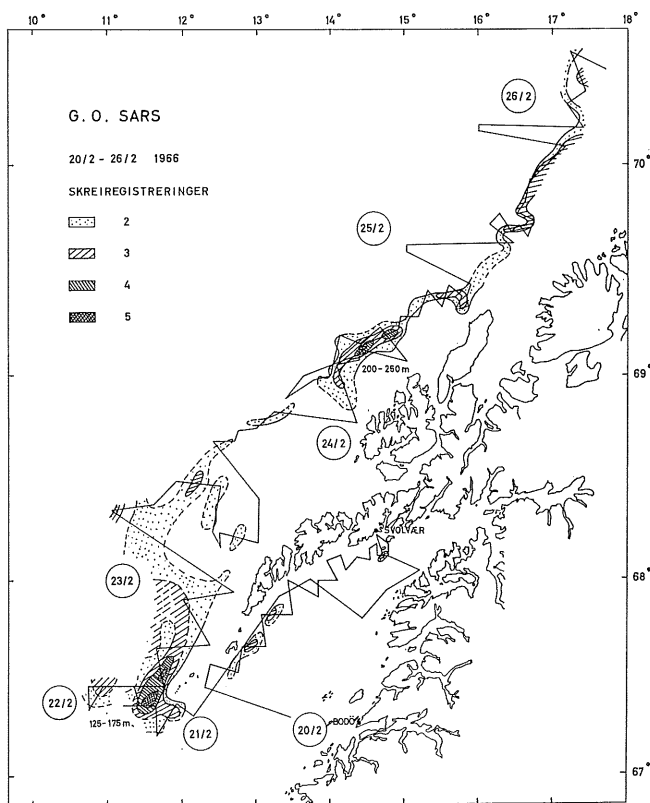 10° 11° 12° 13° 14° 15° 16° 17° 18°
26/2
G. O. SARS
20/2 - 26/2 1966
70°
SKREIREGISTRERINGER
2
25/2
3
4
5
200-250 m
69°
24/2
SVOLVÆR
23/2
68°
22/2
125-175 m.
21/2
20/2
BODÖ
67°